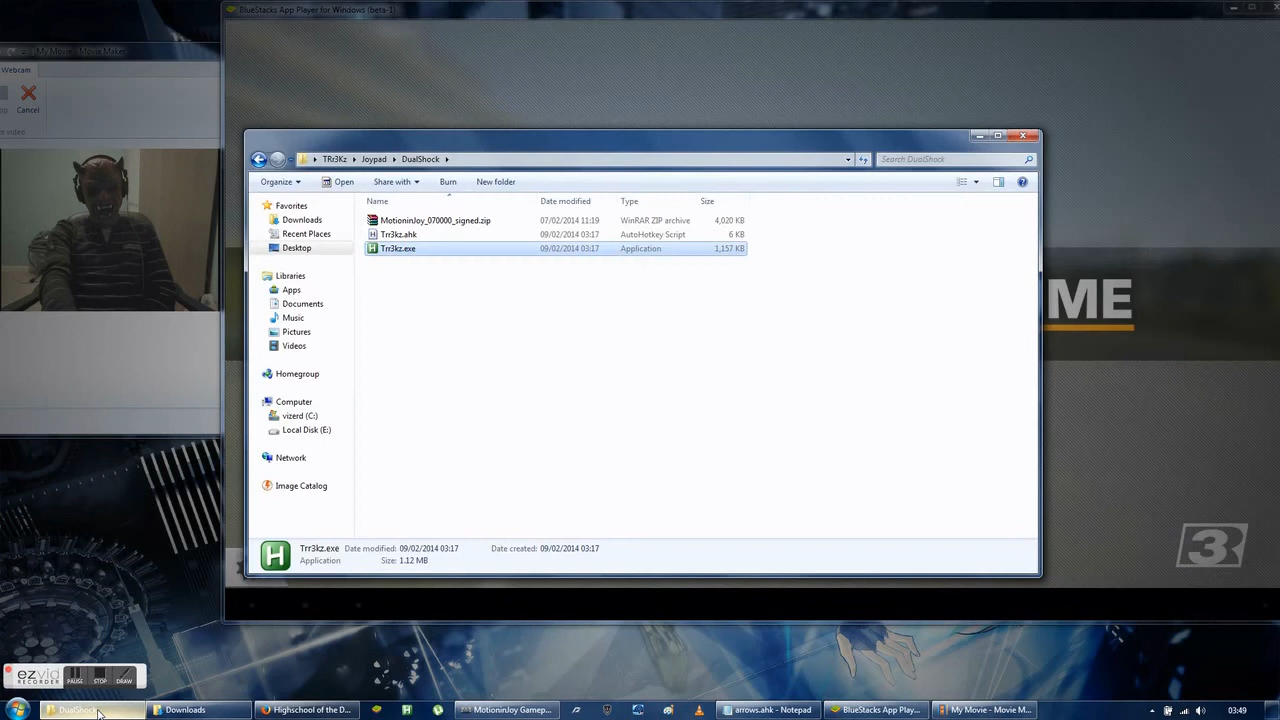 BlueStacks App Player for Windows (beta-1)
My Movie - Movie Maker
Webcam
Cancel
TRr3Kz
Joypad
DualShock
Search DualShock
Organize
Open
Share with
Burn
New folder
Name
Date modified
Type
Size
Favorites
Downloads
Recent Places
Desktop
Libraries
Apps
Documents
Music
Pictures
Videos
Homegroup
Computer
vizerd (C:)
Local Disk (E:)
Network
Image Catalog
MotioninJoy_070000_signed.zip 07/02/2014 11:19 WinRAR ZIP archive 4,020 KB
Trr3kz.ahk 09/02/2014 03:17 AutoHotkey Script 6 KB
Trr3kz.exe 09/02/2014 03:17 Application 1,157 KB
ME
3
H
Trr3kz.exe Date modified: 09/02/2014 03:17 Date created: 09/02/2014 03:17
Application Size: 1.12 MB
ezvid
RECORDER
PAUSE
STOP
DRAW
DualShock
Downloads
Highschool of the D...
MotioninJoy Gamep...
arrows.ahk - Notepad
BlueStacks App Play...
My Movie - Movie M...
03:49